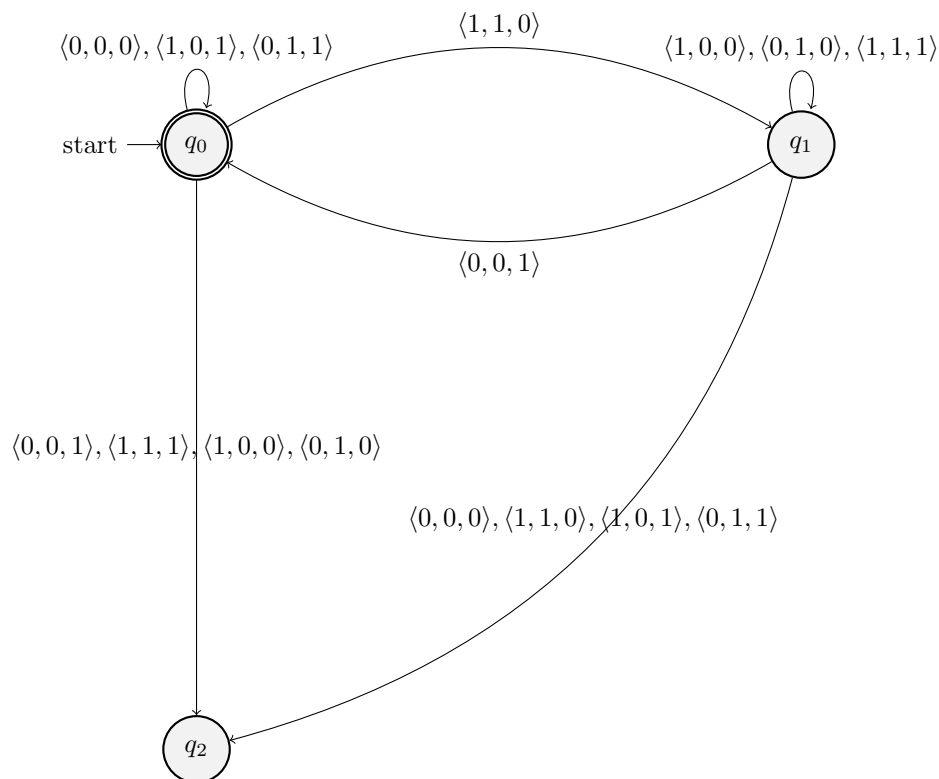 ⟨1, 1, 0⟩
⟨0, 0, 0⟩, ⟨1, 0, 1⟩, ⟨0, 1, 1⟩
⟨1, 0, 0⟩, ⟨0, 1, 0⟩, ⟨1, 1, 1⟩
start
q₀
q₁
⟨0, 0, 1⟩
⟨0, 0, 1⟩, ⟨1, 1, 1⟩, ⟨1, 0, 0⟩, ⟨0, 1, 0⟩
⟨0, 0, 0⟩, ⟨1, 1, 0⟩, ⟨1, 0, 1⟩, ⟨0, 1, 1⟩
q₂